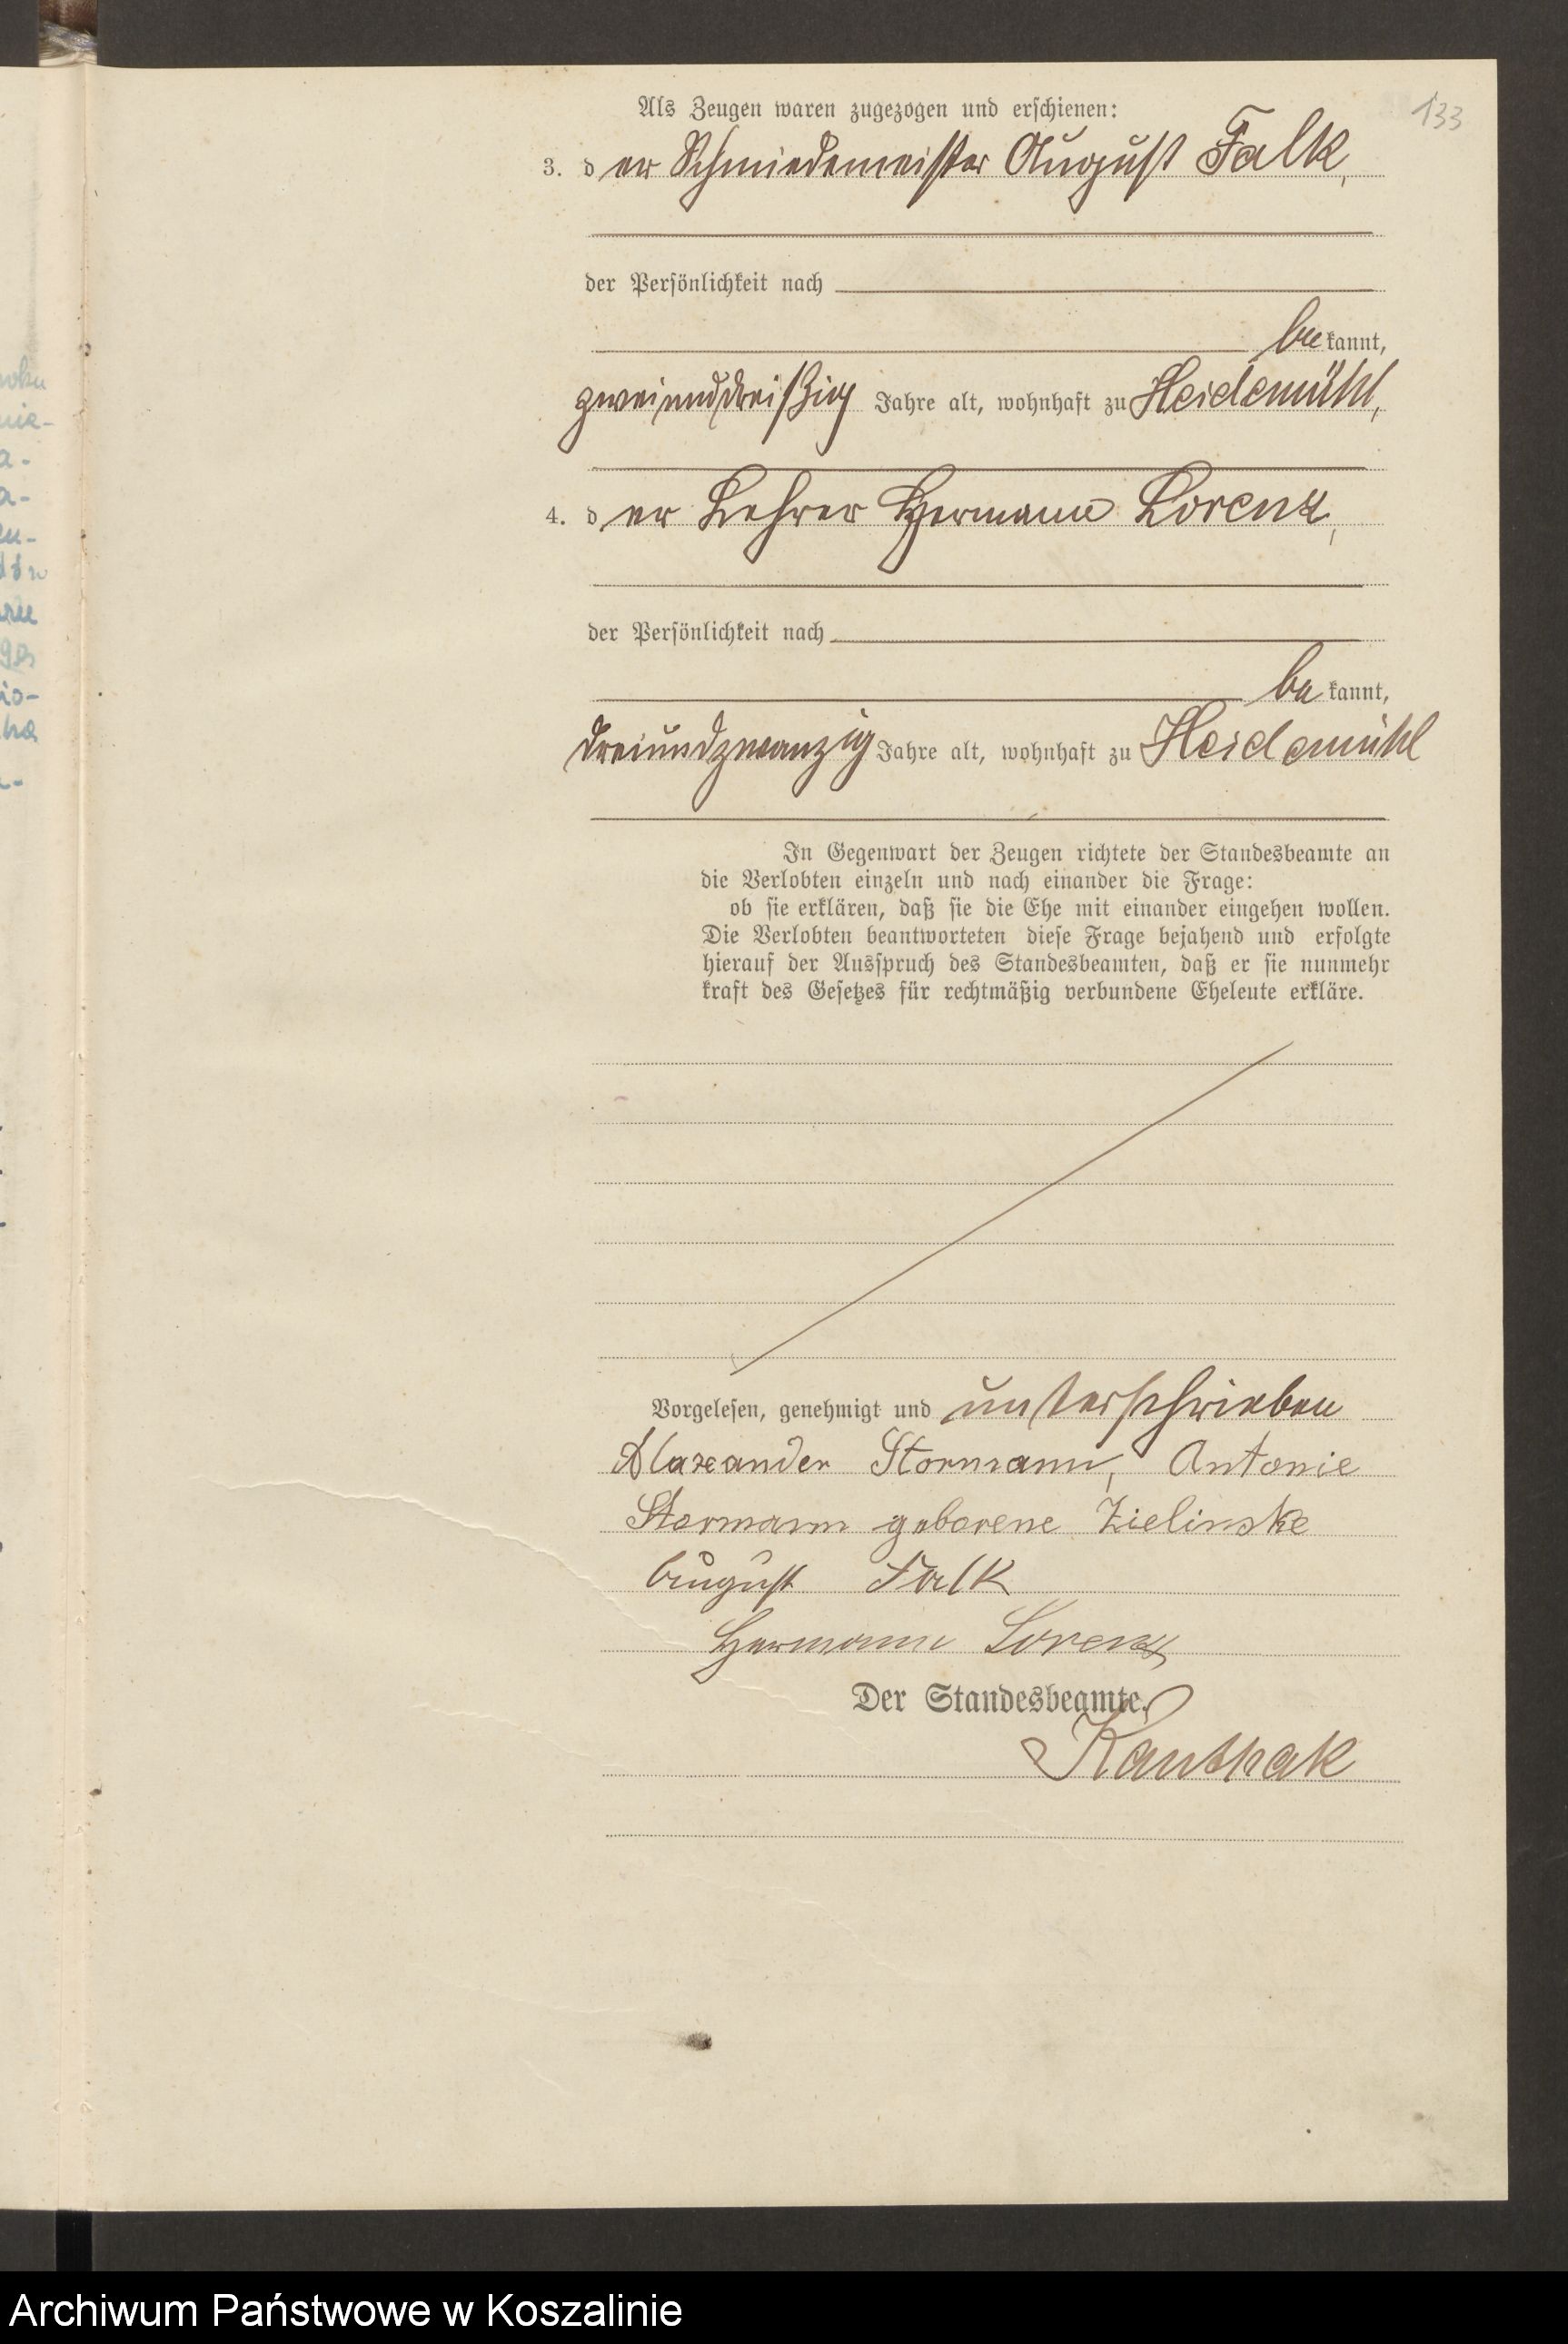 133
Als Zeugen waren zugezogen und erschienen:
3. der Schmiedemeister August Falk,
der Persönlichkeit nach
bekannt,
zweiunddreißig Jahre alt, wohnhaft zu Heidemühl,
4. der Lehrer Hermann Lorenz,
der Persönlichkeit nach
bekannt,
dreiundzwanzig Jahre alt, wohnhaft zu Heidemühl
In Gegenwart der Zeugen richtete der Standesbeamte an
die Verlobten einzeln und nach einander die Frage:
ob sie erklären, daß sie die Ehe mit einander eingehen wollen.
Die Verlobten beantworteten diese Frage bejahend und erfolgte
hierauf der Ausspruch des Standesbeamten, daß er sie nunmehr
kraft des Gesetzes für rechtmäßig verbundene Eheleute erkläre.
Vorgelesen, genehmigt und unterschrieben
Alaxander Stormann, Antonie
Stormann geborene Zielinske
August Falk
Hermann Lorenz
Der Standesbeamte.
Archiwum Państwowe w Koszalinie